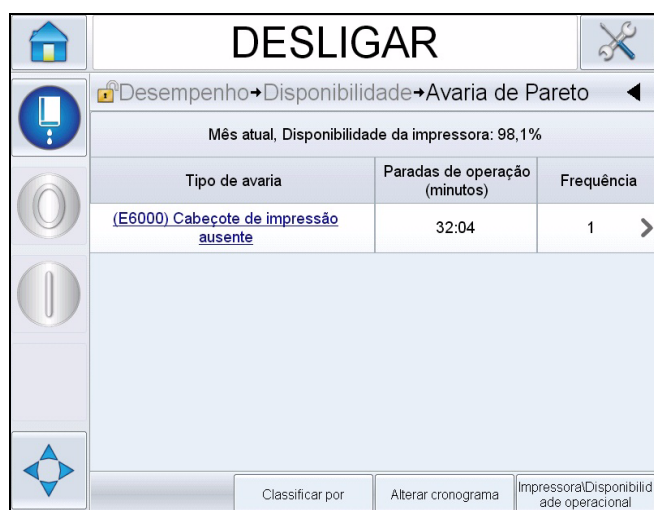 DESLIGAR
Desempenho→Disponibilidade→Avaria de Pareto
Mês atual, Disponibilidade da impressora: 98,1%
Tipo de avaria
Paradas de operação
(minutos)
Frequência
(E6000) Cabeçote de impressão
ausente
32:04
1
Classificar por
Alterar cronograma
Impressora\Disponibilid
ade operacional